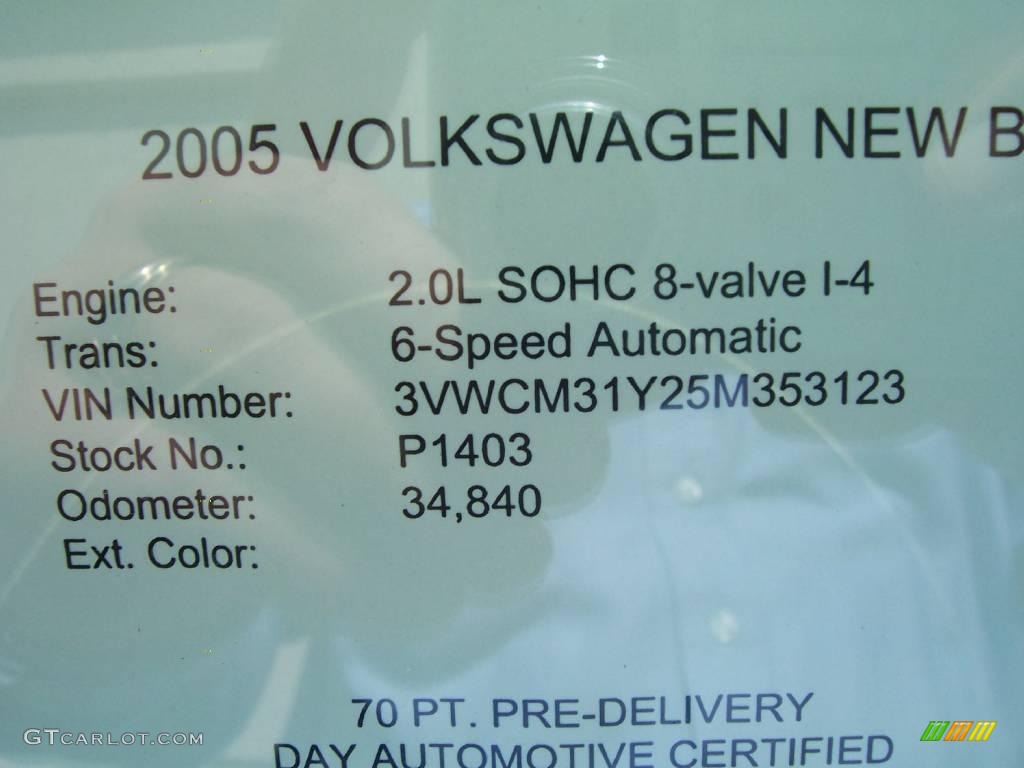 2005 VOLKSWAGEN NEW B
Engine: 2.0L SOHC 8-valve I-4
Trans: 6-Speed Automatic
VIN Number: 3VWCM31Y25M353123
Stock No.: P1403
Odometer: 34,840
Ext. Color:
70 PT. PRE-DELIVERY
DAY AUTOMOTIVE CERTIFIED
GTCARLOT.COM